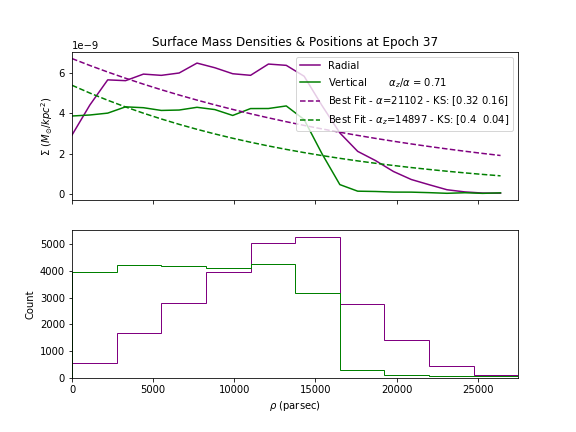 Surface Mass Densities & Positions at Epoch 37
1e−9
6
4
2
0
Σ (M⊙/kpc²)
Radial
Vertical αz/α = 0.71
Best Fit - α=21102 - KS: [0.32 0.16]
Best Fit - αz=14897 - KS: [0.4 0.04]
5000
4000
3000
2000
1000
0
Count
0 5000 10000 15000 20000 25000
ρ (parsec)